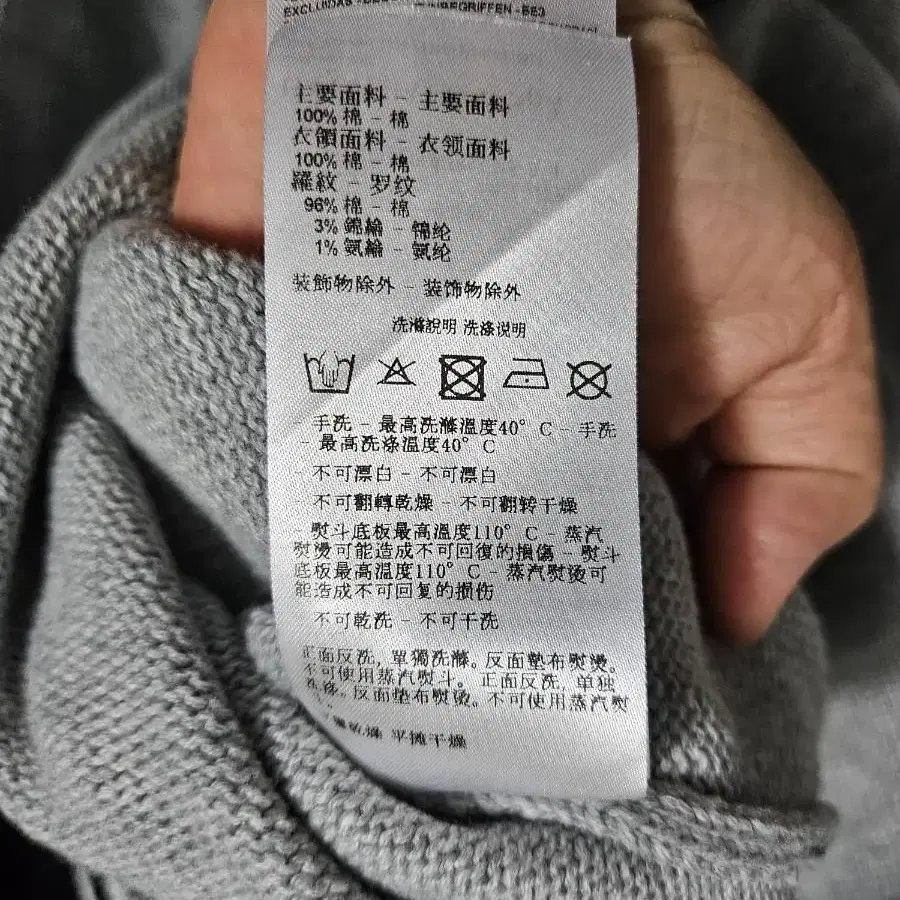 EXCLUIDAS
INBEGRIFFEN
主要面料 - 主要面料
100% 棉 - 棉
衣領面料 - 衣领面料
100% 棉 - 棉
羅紋 - 罗纹
96% 棉 - 棉
3% 錦綸 - 锦纶
1% 氨綸 - 氨纶
裝飾物除外 - 装饰物除外
洗滌說明 洗涤说明
- 手洗 - 最高洗滌溫度40° C - 手洗
- 最高洗涤温度40° C
- 不可漂白 - 不可漂白
- 不可翻轉乾燥 - 不可翻转干燥
- 熨斗底板最高溫度110° C - 蒸汽
熨燙可能造成不可回復的損傷 - 熨斗
底板最高温度110° C - 蒸汽熨烫可
能造成不可回复的损伤
不可乾洗 - 不可干洗
正面反洗, 單獨洗滌。反面墊布熨燙。
不可使用蒸汽熨斗。 正面反洗, 单独
洗涤。反面垫布熨烫。不可使用蒸汽熨
乾燥 平摊干燥